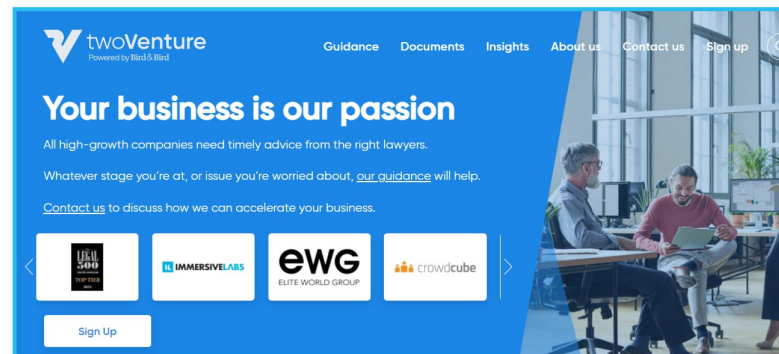 twoVenture
Powered by Bird & Bird
Guidance Documents Insights About us Contact us Sign up
Your business is our passion
All high-growth companies need timely advice from the right lawyers.
Whatever stage you're at, or issue you're worried about, our guidance will help.
Contact us to discuss how we can accelerate your business.
LEGAL
500
TOP TIER
IL IMMERSIVELABS
eWG
ELITE WORLD GROUP
crowdcube
Sign Up